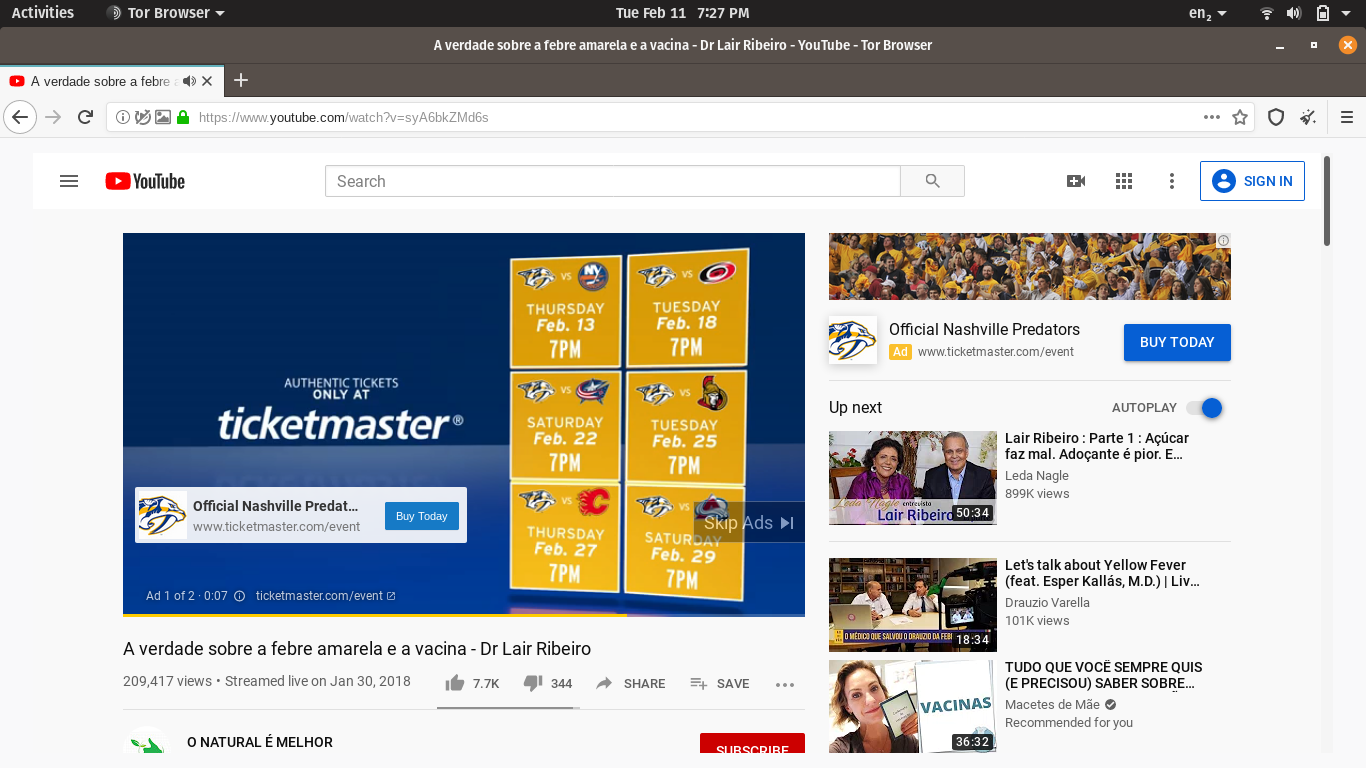 Activities
Tor Browser
Tue Feb 11 7:27 PM
en₂
A verdade sobre a febre amarela e a vacina - Dr Lair Ribeiro - YouTube - Tor Browser
A verdade sobre a febre a
https://www.youtube.com/watch?v=syA6bkZMd6s
YouTube
Search
SIGN IN
AUTHENTIC TICKETS
ONLY AT
ticketmaster®
VS
THURSDAY
Feb. 13
7PM
VS
TUESDAY
Feb. 18
7PM
VS
SATURDAY
Feb. 22
7PM
VS
TUESDAY
Feb. 25
7PM
VS
THURSDAY
Feb. 27
7PM
VS
SATURDAY
Feb. 29
7PM
Official Nashville Predat...
www.ticketmaster.com/event
Buy Today
Skip Ads
Ad 1 of 2 · 0:07
ticketmaster.com/event
A verdade sobre a febre amarela e a vacina - Dr Lair Ribeiro
209,417 views • Streamed live on Jan 30, 2018
7.7K
344
SHARE
SAVE
O NATURAL É MELHOR
SUBSCRIBE
Official Nashville Predators
Ad www.ticketmaster.com/event
BUY TODAY
Up next
AUTOPLAY
Leda Nagle entrevista
Lair Ribeiro
50:34
Lair Ribeiro : Parte 1 : Açúcar
faz mal. Adoçante é pior. E...
Leda Nagle
899K views
O MÉDICO QUE SALVOU O DRAUZIO DA FEB
18:34
Let's talk about Yellow Fever
(feat. Esper Kallás, M.D.) | Liv...
Drauzio Varella
101K views
VACINAS
36:32
TUDO QUE VOCÊ SEMPRE QUIS
(E PRECISOU) SABER SOBRE...
Macetes de Mãe
Recommended for you